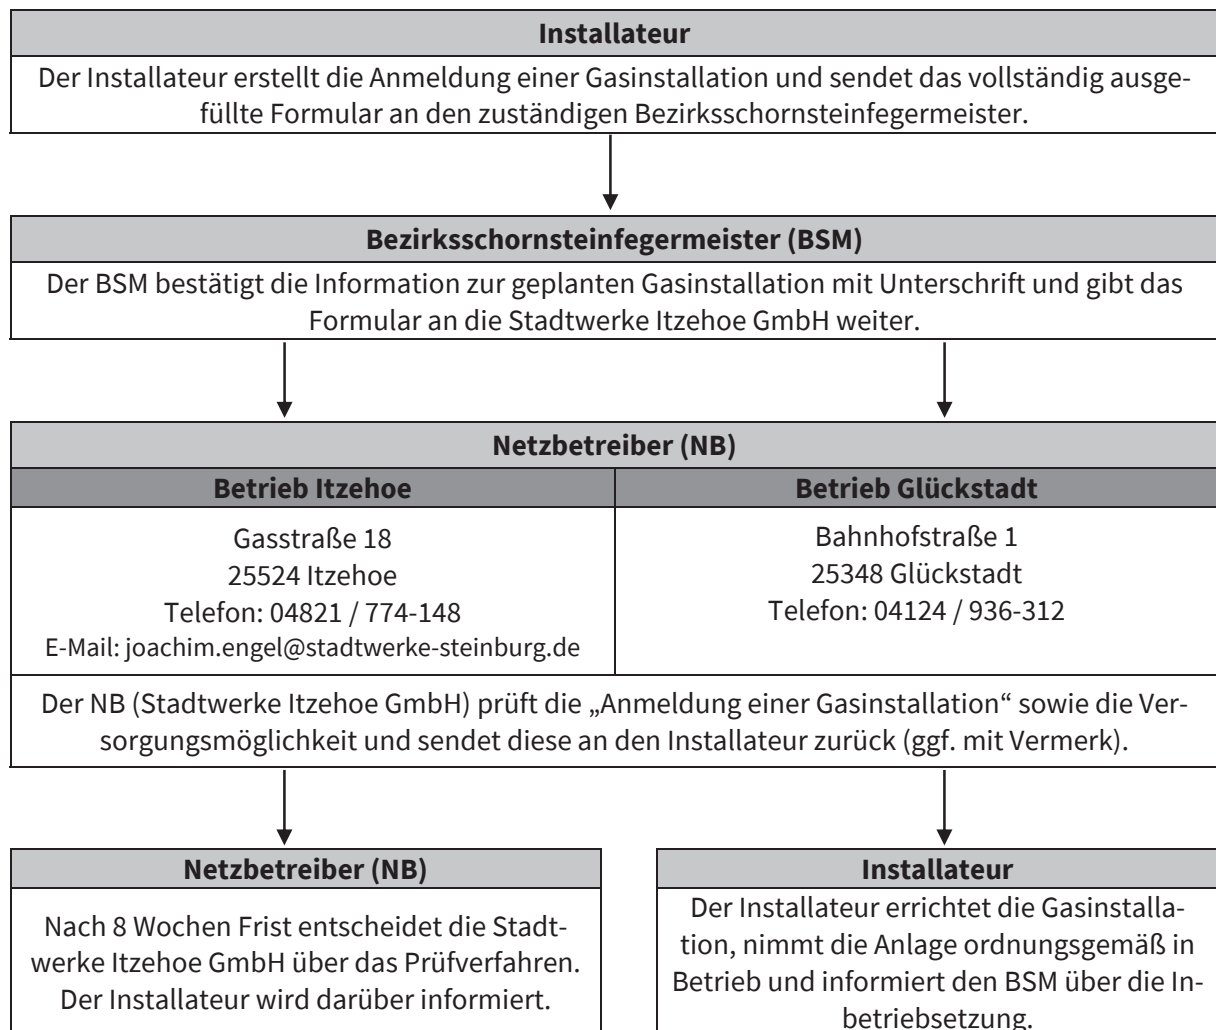 Installateur
Der Installateur erstellt die Anmeldung einer Gasinstallation und sendet das vollständig ausge-
füllte Formular an den zuständigen Bezirksschornsteinfegermeister.
Bezirksschornsteinfegermeister (BSM)
Der BSM bestätigt die Information zur geplanten Gasinstallation mit Unterschrift und gibt das
Formular an die Stadtwerke Itzehoe GmbH weiter.
Netzbetreiber (NB)
Betrieb Itzehoe
Gasstraße 18
25524 Itzehoe
Telefon: 04821 / 774-148
E-Mail: joachim.engel@stadtwerke-steinburg.de
Betrieb Glückstadt
Bahnhofstraße 1
25348 Glückstadt
Telefon: 04124 / 936-312
Der NB (Stadtwerke Itzehoe GmbH) prüft die „Anmeldung einer Gasinstallation“ sowie die Ver-
sorgungsmöglichkeit und sendet diese an den Installateur zurück (ggf. mit Vermerk).
Netzbetreiber (NB)
Nach 8 Wochen Frist entscheidet die Stadt-
werke Itzehoe GmbH über das Prüfverfahren.
Der Installateur wird darüber informiert.
Installateur
Der Installateur errichtet die Gasinstalla-
tion, nimmt die Anlage ordnungsgemäß in
Betrieb und informiert den BSM über die In-
betriebsetzung.